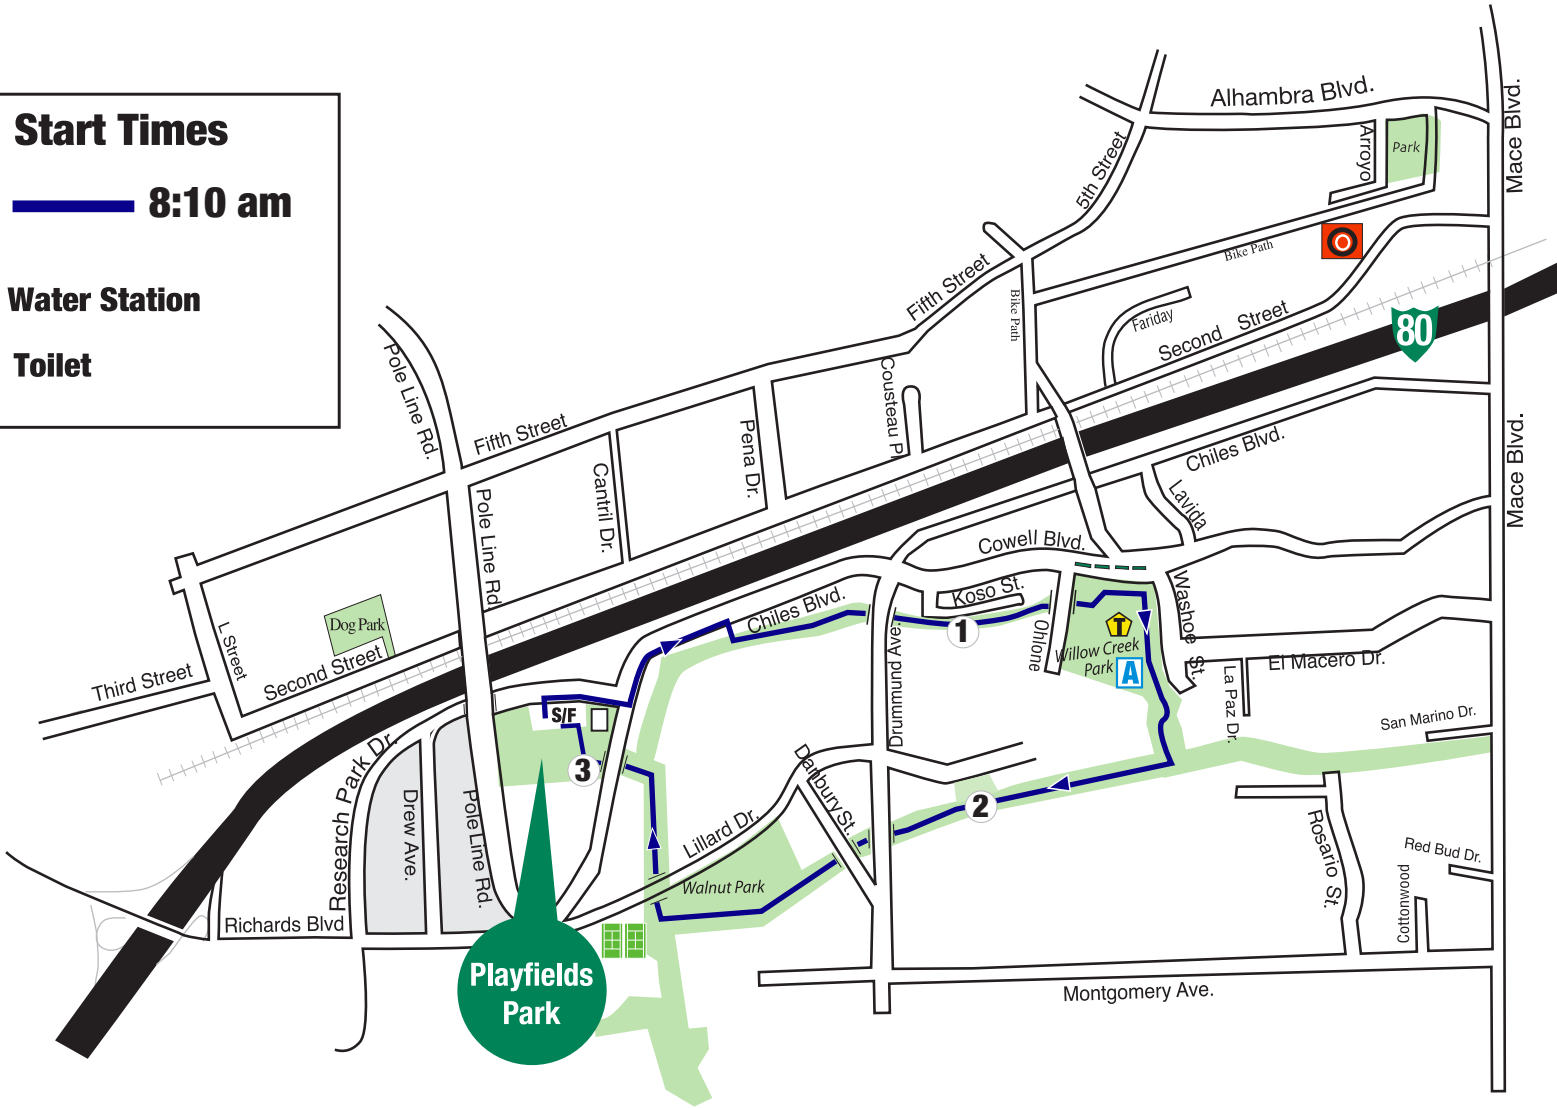 Start Times
8:10 am
Water Station
Toilet
Alhambra Blvd.
Mace Blvd.
Arroyo
Park
5th Street
Bike Path
Fifth Street
Bike Path
Fariday
Second Street
80
Pole Line Rd.
Cousteau Pl
Fifth Street
Pena Dr.
Cantril Dr.
Chiles Blvd.
Mace Blvd.
Lavida
Pole Line Rd
Cowell Blvd.
Koso St.
Washoe St.
Chiles Blvd.
Dog Park
L Street
Second Street
Third Street
1
Ohlone
T
Willow Creek
Park
A
El Macero Dr.
La Paz Dr.
San Marino Dr.
Drummund Ave.
S/F
3
Research Park Dr.
Drew Ave.
Pole Line Rd.
Danbury St.
2
Lillard Dr.
Walnut Park
Rosario St.
Red Bud Dr.
Cottonwood
Richards Blvd
Playfields
Park
Montgomery Ave.